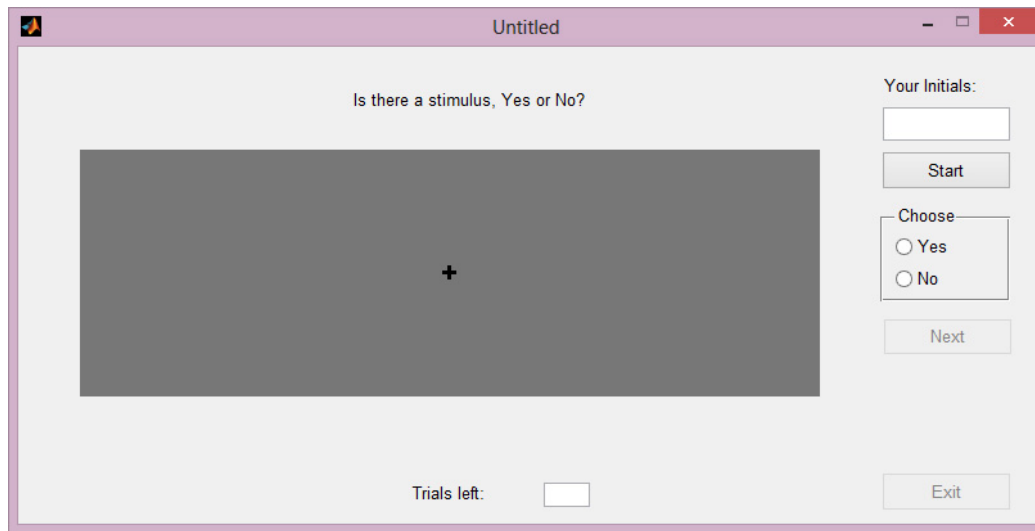 Untitled
Is there a stimulus, Yes or No?
Your Initials:
Start
Choose
Yes
No
Next
Trials left:
Exit